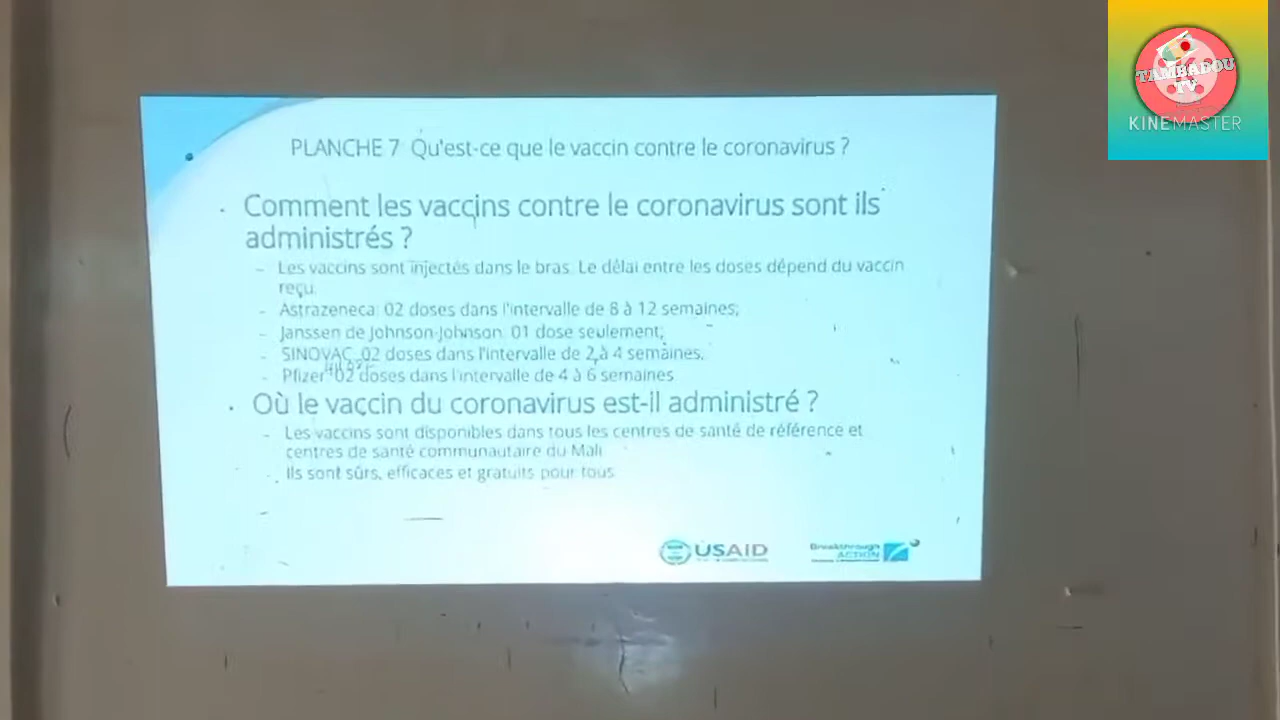 TAMBADOU
TV
KINEMASTER
PLANCHE 7 Qu'est-ce que le vaccin contre le coronavirus ?
Comment les vaccins contre le coronavirus sont ils
administrés ?
Les vaccins sont injectés dans le bras. Le délai entre les doses dépend du vaccin
reçu.
Astrazeneca: 02 doses dans l'intervalle de 8 à 12 semaines;
Janssen de Johnson-Johnson: 01 dose seulement;
SINOVAC 02 doses dans l'intervalle de 2 à 4 semaines.
Pfizer 02 doses dans l'intervalle de 4 à 6 semaines
Où le vaccin du coronavirus est-il administré ?
Les vaccins sont disponibles dans tous les centres de santé de référence et
centres de santé communautaire du Mali
Ils sont sûrs, efficaces et gratuits pour tous
USAID
Breakthrough
ACTION